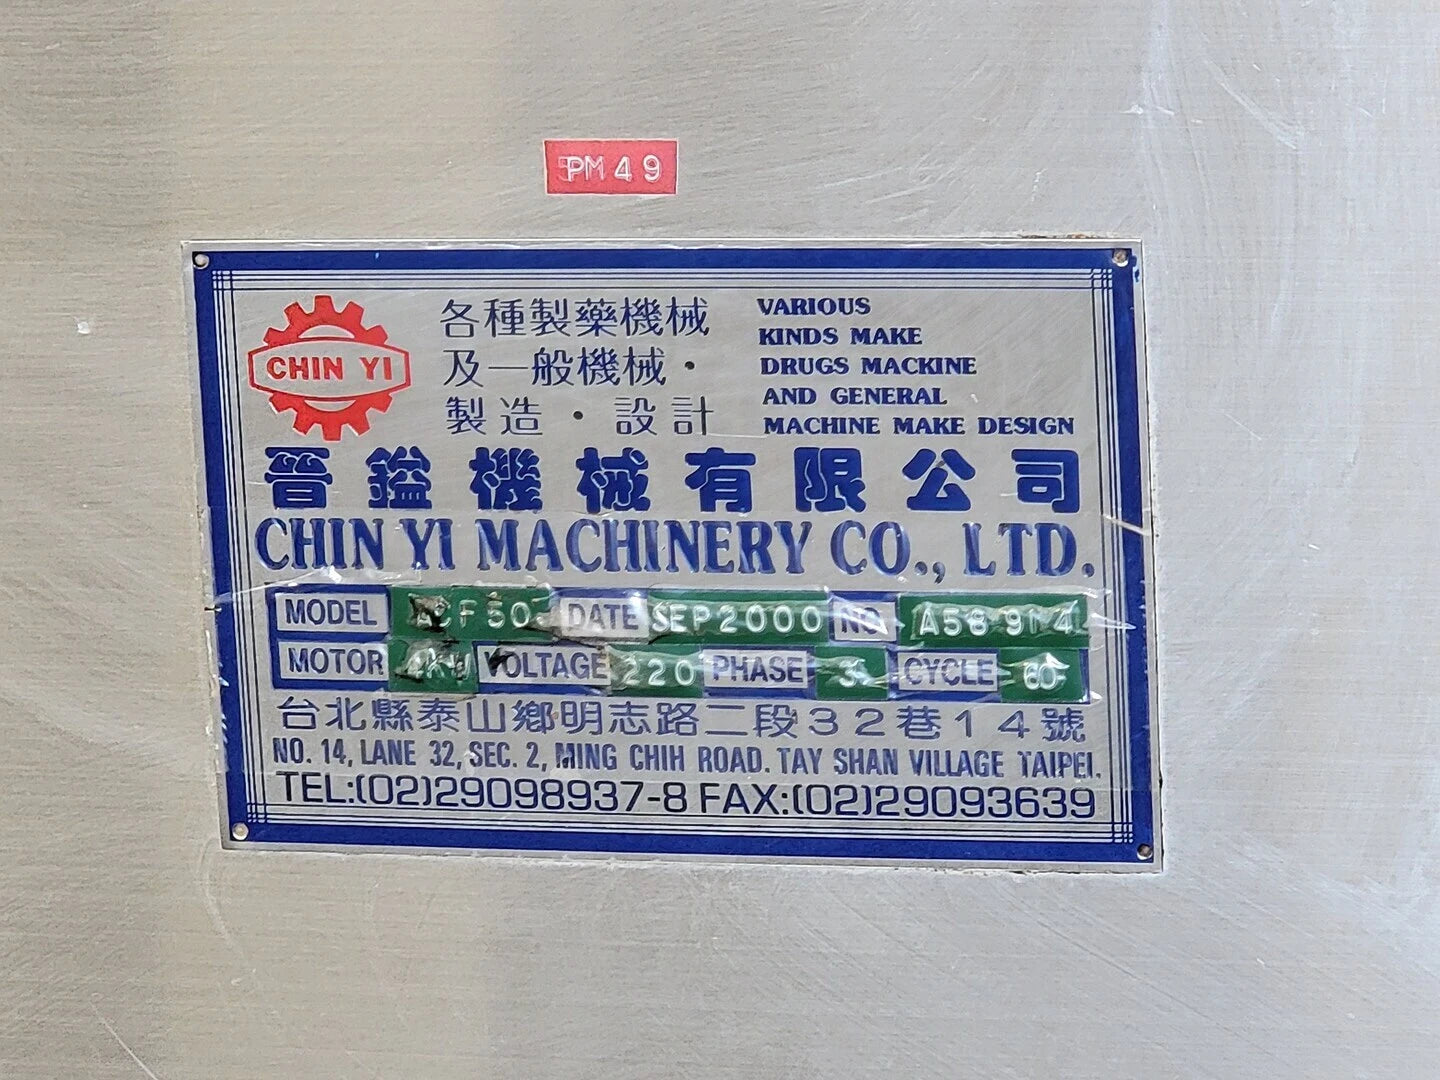 PM 49
CHIN YI
各種製藥機械
及一般機械・
製造・設計
VARIOUS
KINDS MAKE
DRUGS MACKINE
AND GENERAL
MACHINE MAKE DESIGN
晉鎰機械有限公司
CHIN YI MACHINERY CO., LTD.
MODEL ACF50 DATE SEP2000 NO
MOTOR VOLTAGE 220 PHASE 3 CYCLE 60
台北縣泰山鄉明志路二段32巷14號
NO. 14, LANE 32, SEC. 2, MING CHIH ROAD. TAY SHAN VILLAGE TAIPEI.
TEL:(02)29098937-8 FAX:(02)29093639